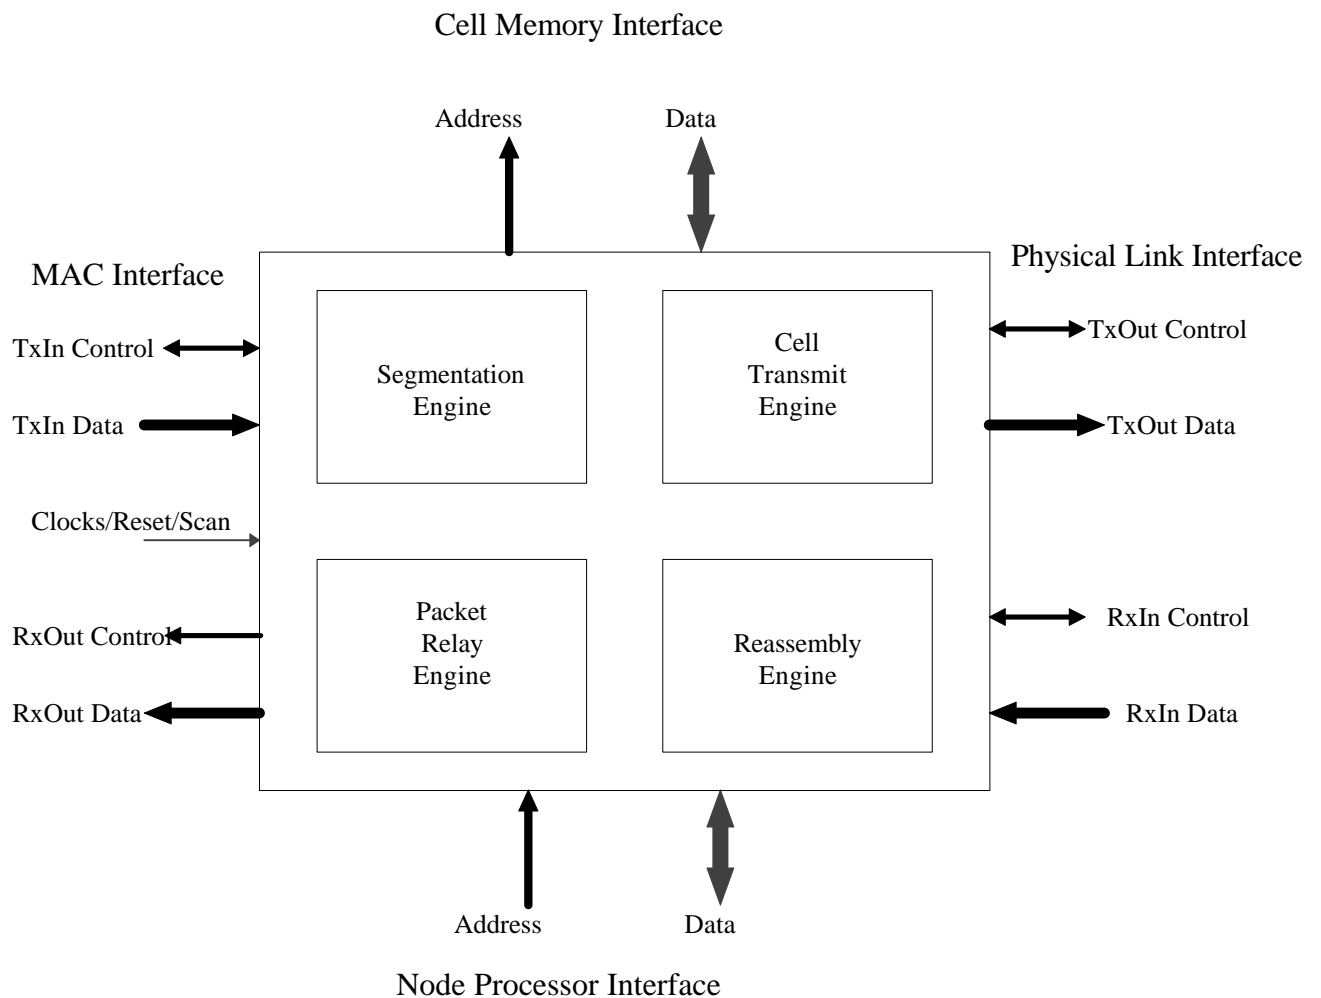 Cell Memory Interface
Address
Data
MAC Interface
Physical Link Interface
TxIn Control
TxOut Control
Segmentation
Engine
Cell
Transmit
Engine
TxIn Data
TxOut Data
Clocks/Reset/Scan
RxOut Control
RxIn Control
Packet
Relay
Engine
Reassembly
Engine
RxOut Data
RxIn Data
Address
Data
Node Processor Interface